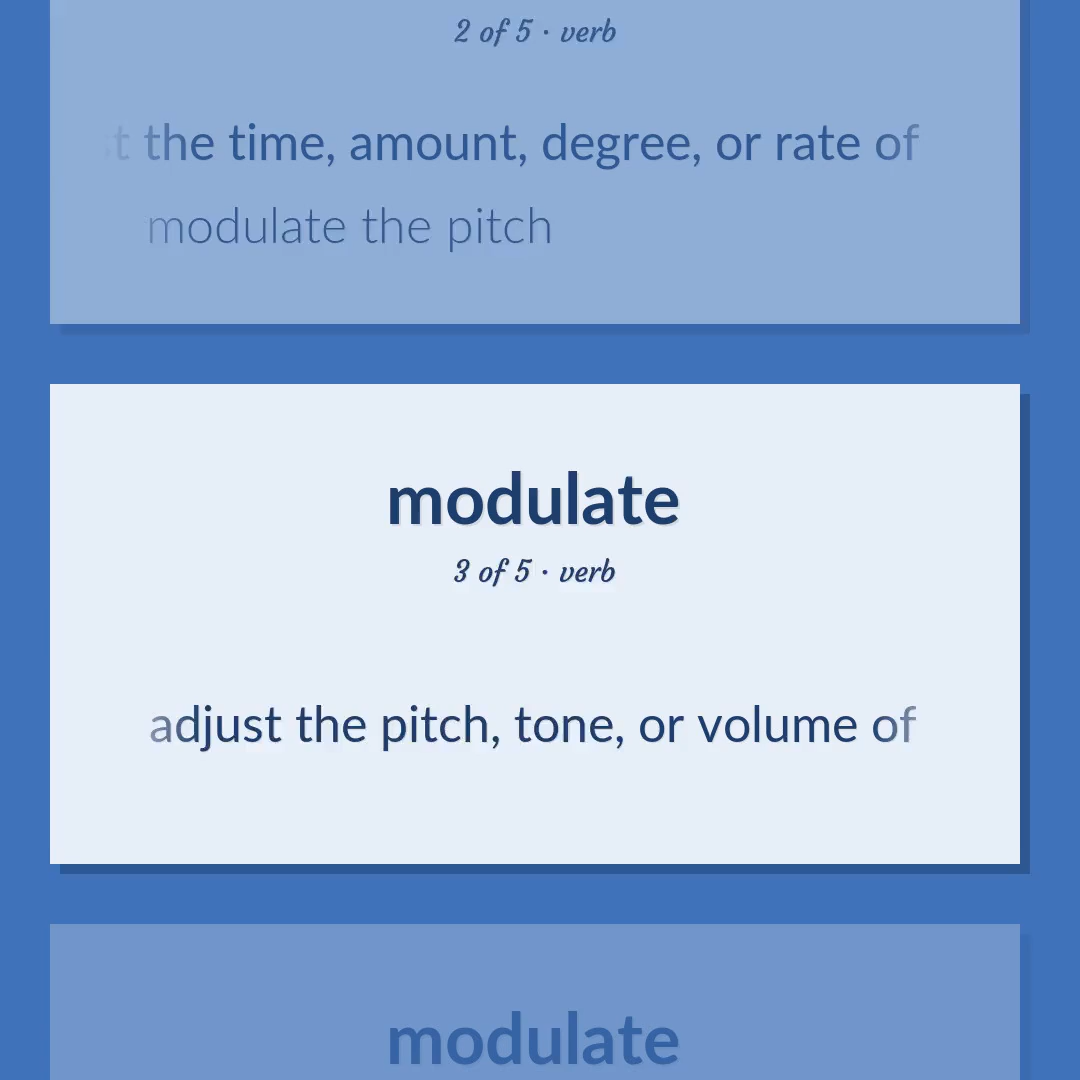 2 of 5 · verb
the time, amount, degree, or rate of
modulate the pitch
modulate
3 of 5 · verb
adjust the pitch, tone, or volume of
modulate